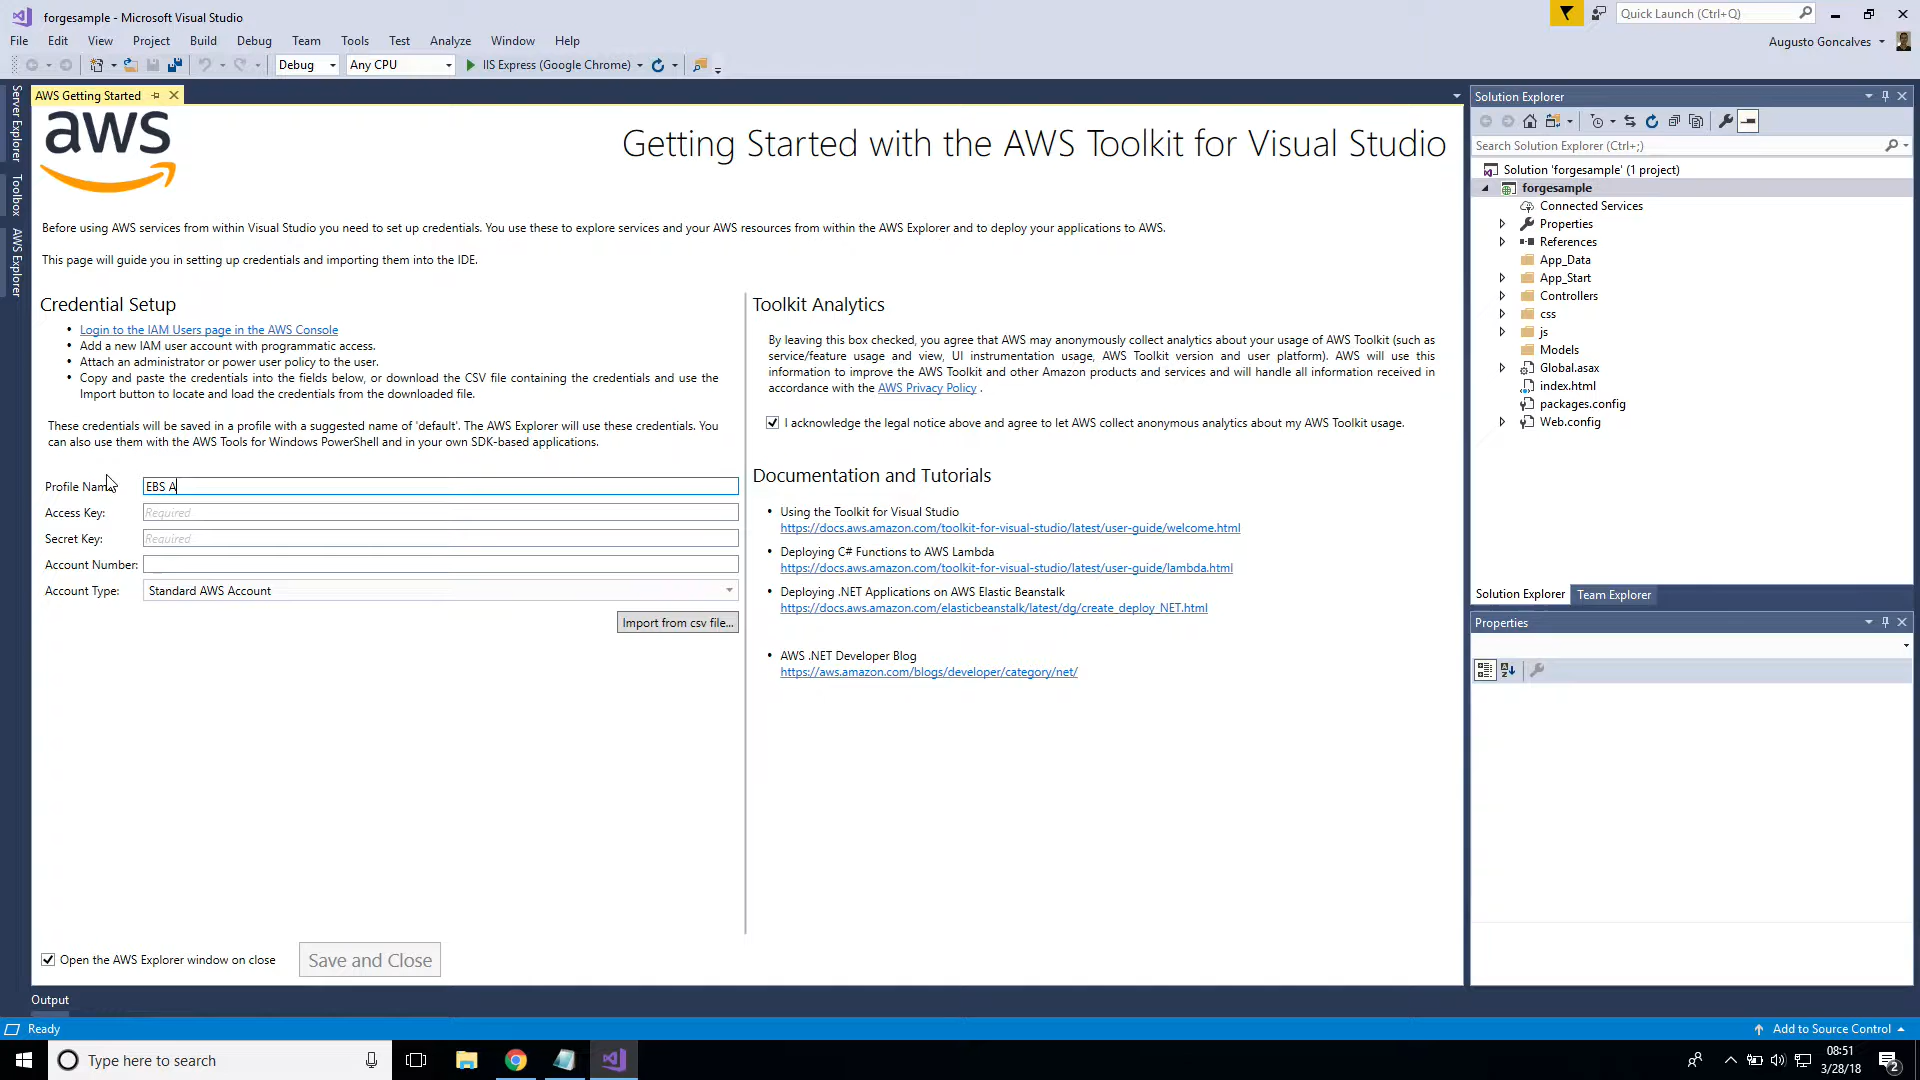 forgesample - Microsoft Visual Studio
Quick Launch (Ctrl+Q)
File Edit View Project Build Debug Team Tools Test Analyze Window Help
Augusto Goncalves
Debug Any CPU IIS Express (Google Chrome)
Server Explorer
Toolbox
AWS Explorer
AWS Getting Started
aws
Getting Started with the AWS Toolkit for Visual Studio
Before using AWS services from within Visual Studio you need to set up credentials. You use these to explore services and your AWS resources from within the AWS Explorer and to deploy your applications to AWS.
This page will guide you in setting up credentials and importing them into the IDE.
Credential Setup
• Login to the IAM Users page in the AWS Console
• Add a new IAM user account with programmatic access.
• Attach an administrator or power user policy to the user.
• Copy and paste the credentials into the fields below, or download the CSV file containing the credentials and use the
Import button to locate and load the credentials from the downloaded file.
These credentials will be saved in a profile with a suggested name of 'default'. The AWS Explorer will use these credentials. You
can also use them with the AWS Tools for Windows PowerShell and in your own SDK-based applications.
Profile Name: EBS A
Access Key: Required
Secret Key: Required
Account Number:
Account Type: Standard AWS Account
Import from csv file...
Toolkit Analytics
By leaving this box checked, you agree that AWS may anonymously collect analytics about your usage of AWS Toolkit (such as
service/feature usage and view, UI instrumentation usage, AWS Toolkit version and user platform). AWS will use this
information to improve the AWS Toolkit and other Amazon products and services and will handle all information received in
accordance with the AWS Privacy Policy .
I acknowledge the legal notice above and agree to let AWS collect anonymous analytics about my AWS Toolkit usage.
Documentation and Tutorials
• Using the Toolkit for Visual Studio
https://docs.aws.amazon.com/toolkit-for-visual-studio/latest/user-guide/welcome.html
• Deploying C# Functions to AWS Lambda
https://docs.aws.amazon.com/toolkit-for-visual-studio/latest/user-guide/lambda.html
• Deploying .NET Applications on AWS Elastic Beanstalk
https://docs.aws.amazon.com/elasticbeanstalk/latest/dg/create_deploy_NET.html
• AWS .NET Developer Blog
https://aws.amazon.com/blogs/developer/category/net/
Open the AWS Explorer window on close
Save and Close
Solution Explorer
Search Solution Explorer (Ctrl+;)
Solution 'forgesample' (1 project)
forgesample
Connected Services
Properties
References
App_Data
App_Start
Controllers
css
js
Models
Global.asax
index.html
packages.config
Web.config
Solution Explorer Team Explorer
Properties
Output
Ready
Add to Source Control
Type here to search
08:51
3/28/18
2